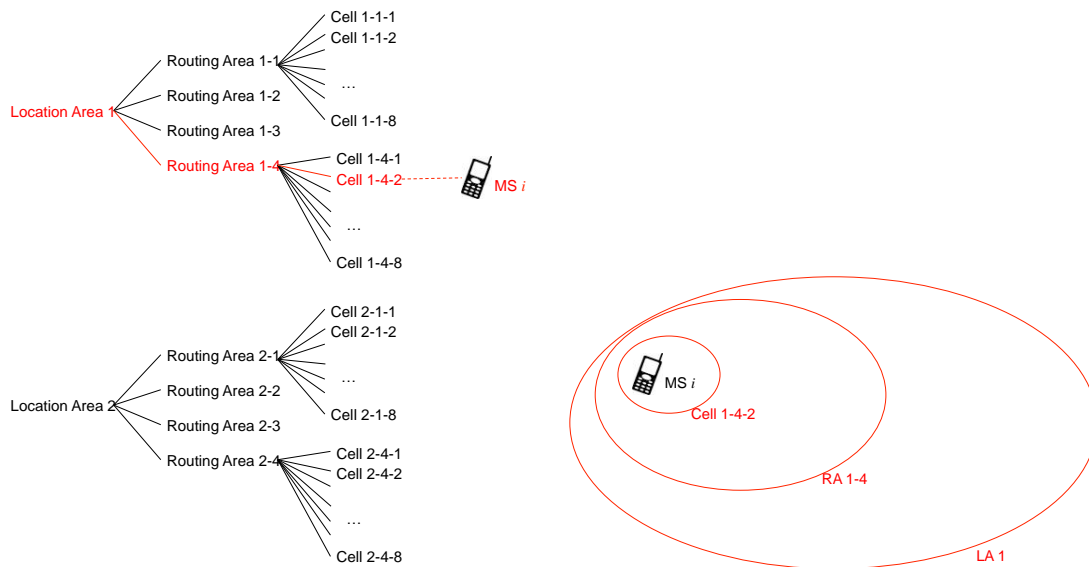 Cell 1-1-1
Cell 1-1-2
Routing Area 1-1
...
Routing Area 1-2
Location Area 1
Cell 1-1-8
Routing Area 1-3
Cell 1-4-1
Routing Area 1-4
Cell 1-4-2
MS i
...
Cell 1-4-8
Cell 2-1-1
Cell 2-1-2
Routing Area 2-1
...
Routing Area 2-2
Location Area 2
Cell 2-1-8
Routing Area 2-3
Cell 2-4-1
Routing Area 2-4
Cell 2-4-2
...
Cell 2-4-8
MS i
Cell 1-4-2
RA 1-4
LA 1